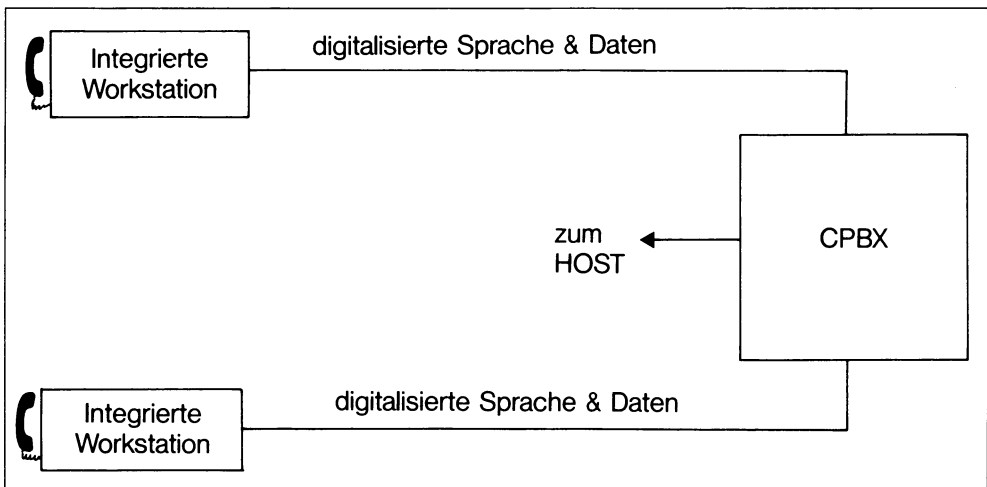 digitalisierte Sprache & Daten
Integrierte
Workstation
zum
HOST
CPBX
digitalisierte Sprache & Daten
Integrierte
Workstation